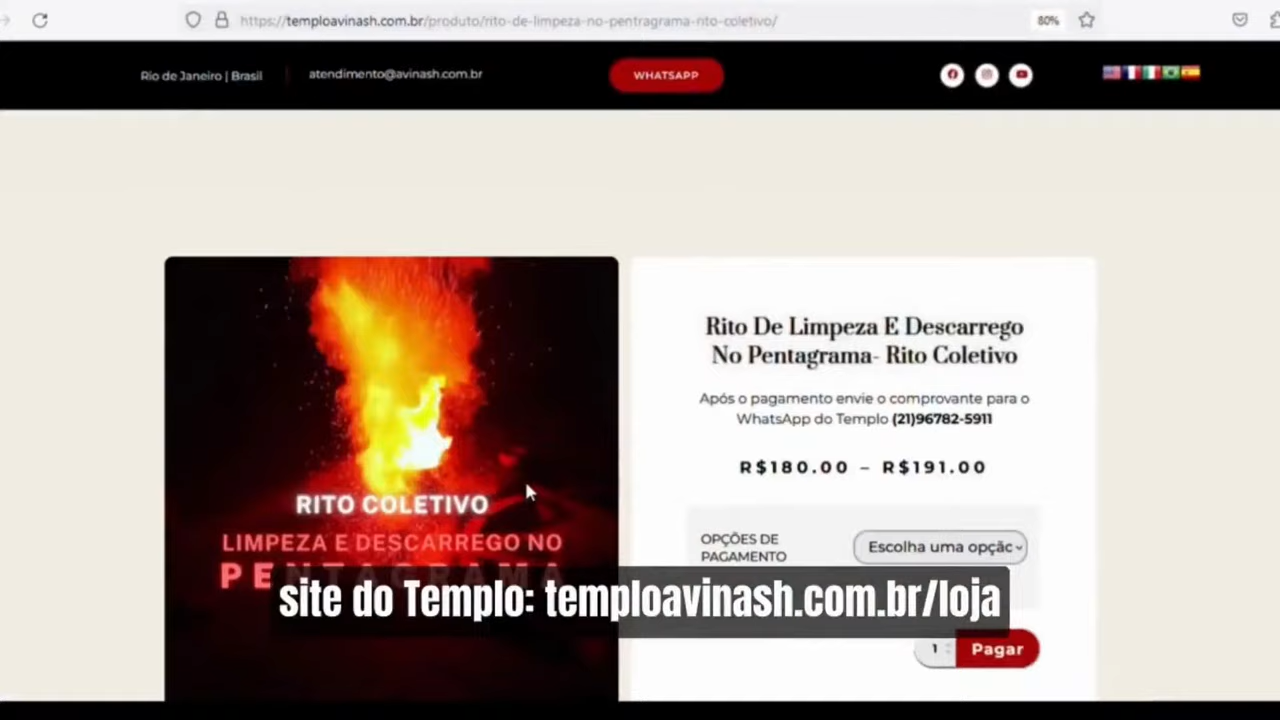 https://temploavinash.com.br/produto/rito-de-limpeza-no-pentragrama-rito-coletivo/
80%
Rio de Janeiro | Brasil
atendimento@avinash.com.br
WHATSAPP
RITO COLETIVO
LIMPEZA E DESCARREGO NO
PENTAGRAMA
Rito De Limpeza E Descarrego
No Pentagrama- Rito Coletivo
Após o pagamento envie o comprovante para o
WhatsApp do Templo (21)96782-5911
R$180.00 – R$191.00
OPÇÕES DE
PAGAMENTO
Escolha uma opção
site do Templo: temploavinash.com.br/loja
1
Pagar